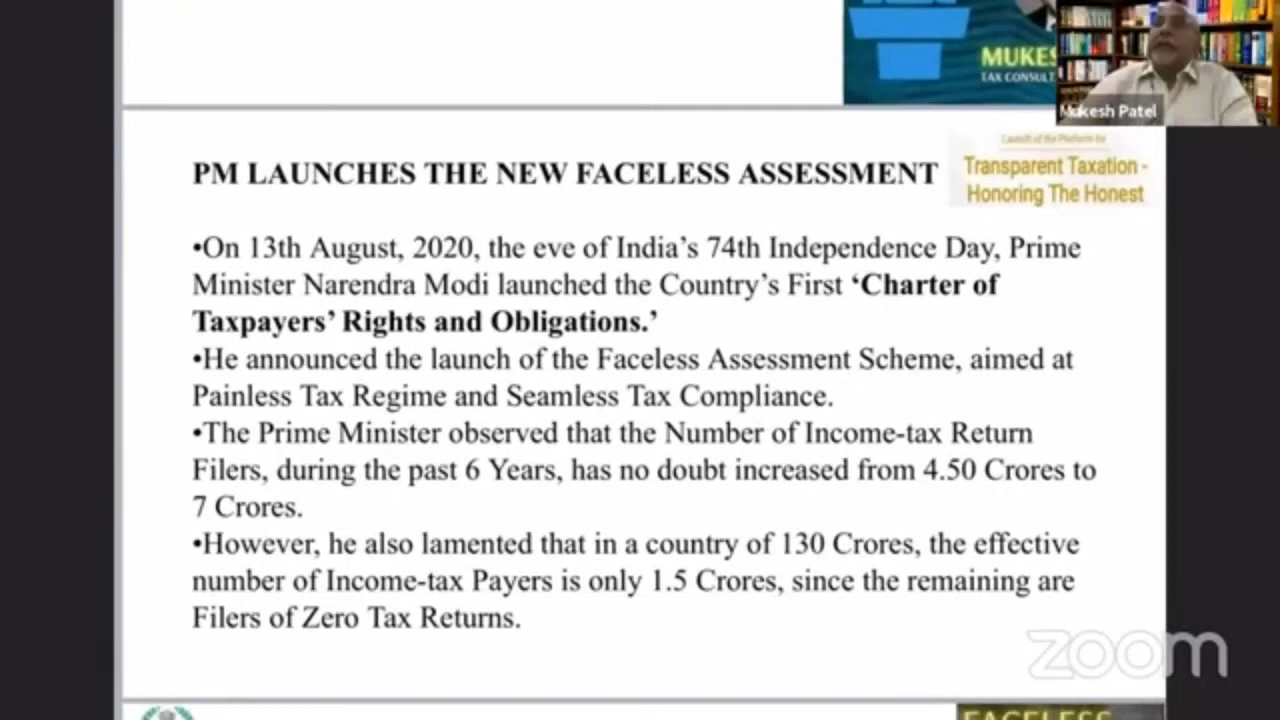 MUKES
TAX CONSULT
Mukesh Patel
PM LAUNCHES THE NEW FACELESS ASSESSMENT
Launch of the Platform for
Transparent Taxation -
Honoring The Honest
•On 13th August, 2020, the eve of India's 74th Independence Day, Prime
Minister Narendra Modi launched the Country's First ‘Charter of
Taxpayers’ Rights and Obligations.’
•He announced the launch of the Faceless Assessment Scheme, aimed at
Painless Tax Regime and Seamless Tax Compliance.
•The Prime Minister observed that the Number of Income-tax Return
Filers, during the past 6 Years, has no doubt increased from 4.50 Crores to
7 Crores.
•However, he also lamented that in a country of 130 Crores, the effective
number of Income-tax Payers is only 1.5 Crores, since the remaining are
Filers of Zero Tax Returns.
zoom
FACELESS